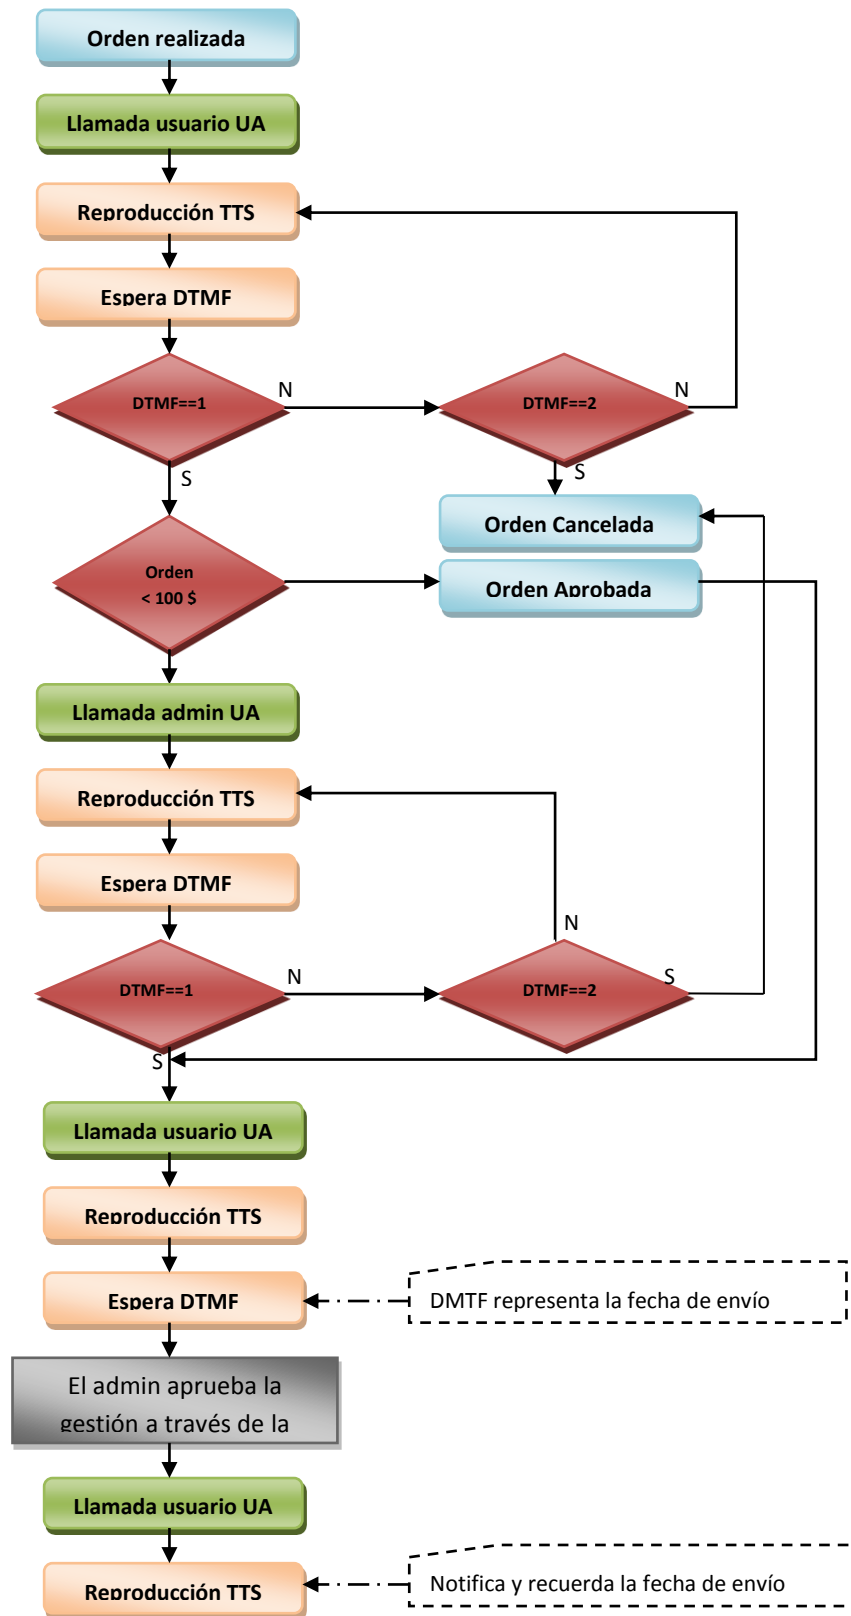 Orden realizada
Llamada usuario UA
Reproducción TTS
Espera DTMF
DTMF==1
N
DTMF==2
N
S
S
Orden Cancelada
Orden
< 100 $
Orden Aprobada
Llamada admin UA
Reproducción TTS
Espera DTMF
N
DTMF==1
N
DTMF==2
S
S
Llamada usuario UA
Reproducción TTS
Espera DTMF
DMTF representa la fecha de envío
El admin aprueba la
gestión a través de la
Llamada usuario UA
Reproducción TTS
Notifica y recuerda la fecha de envío